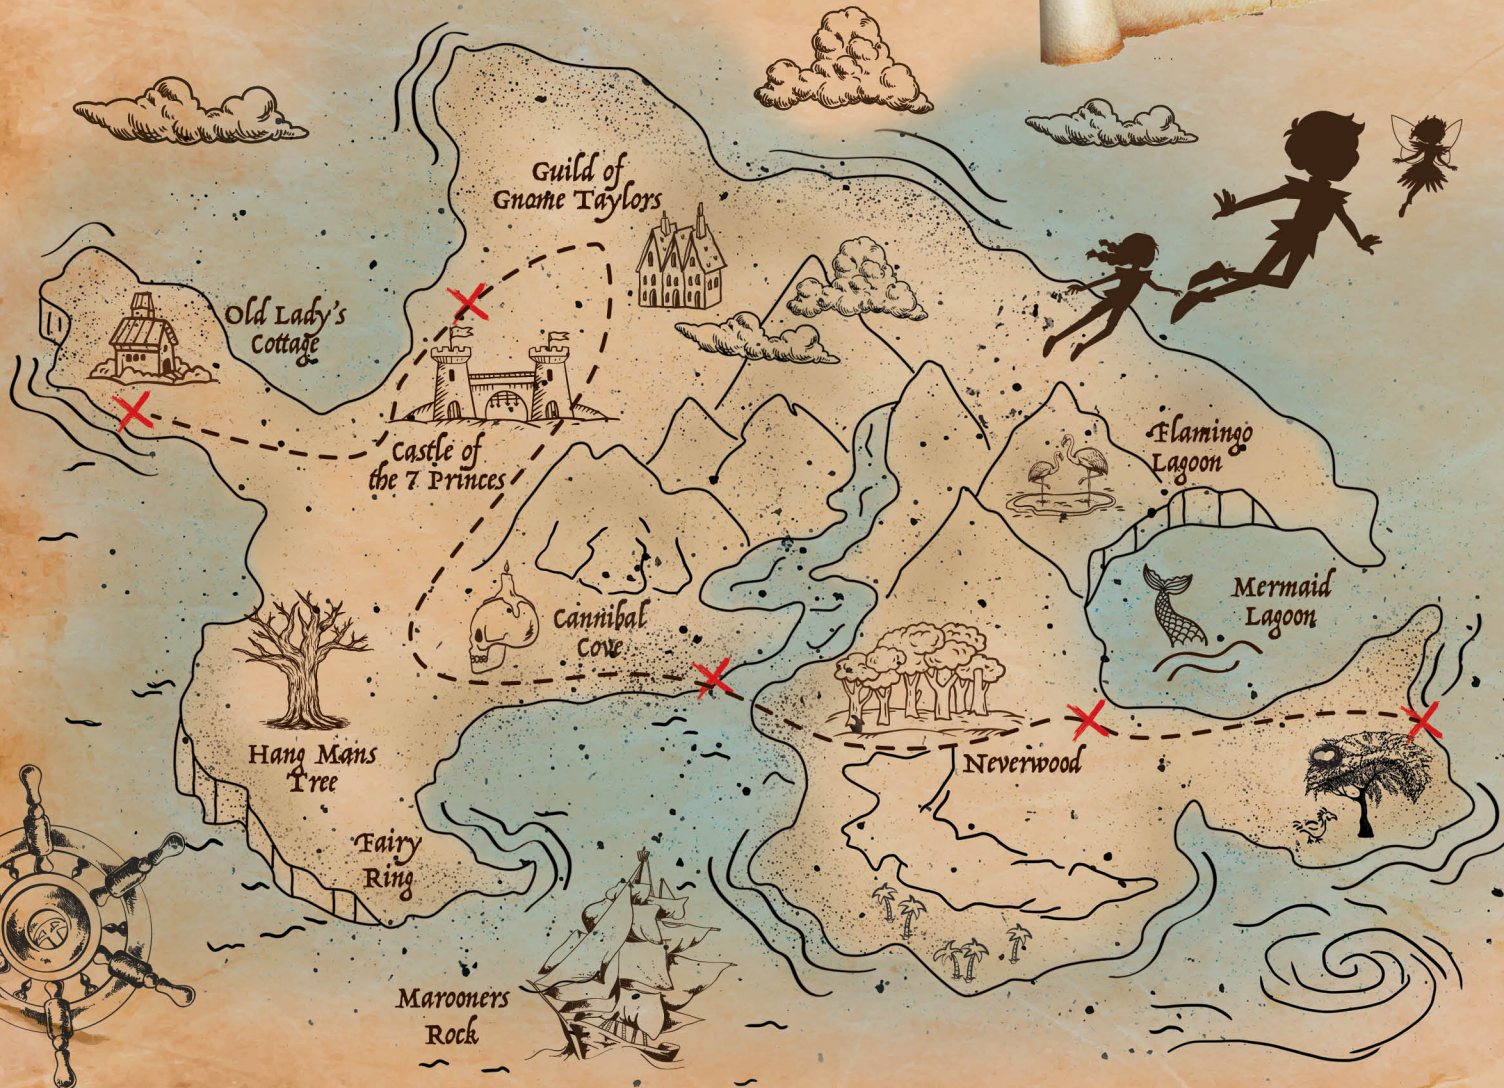 Guild of
Gnome Taylors
Old Lady's
Cottage
Castle of
the 7 Princes
Flamingo
Lagoon
Mermaid
Lagoon
Cannibal
Cove
Hang Mans
Tree
Neverwood
Fairy
Ring
Marooners
Rock